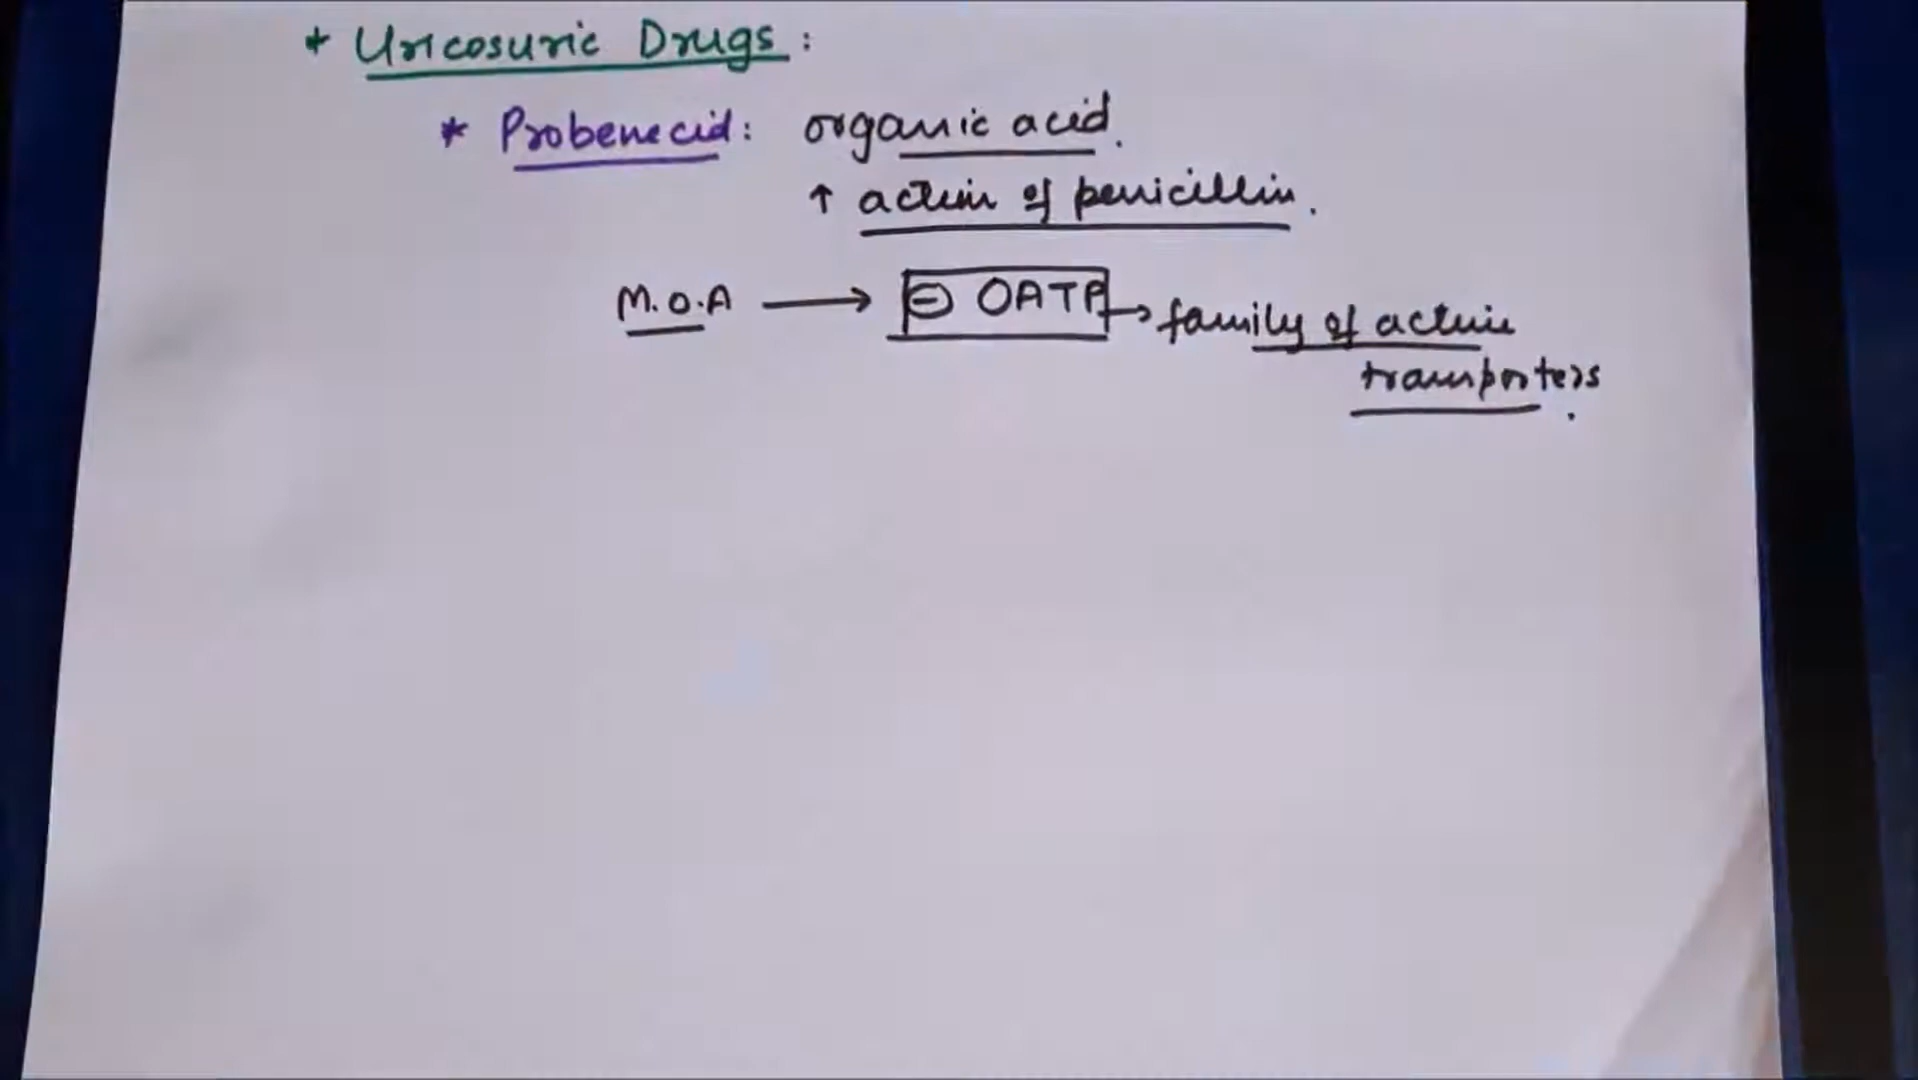 * Uricosuric Drugs :
* Probenecid : organic acid.
↑ action of penicillin.
M.O.A → ⊖ OATP → family of active
transporters.